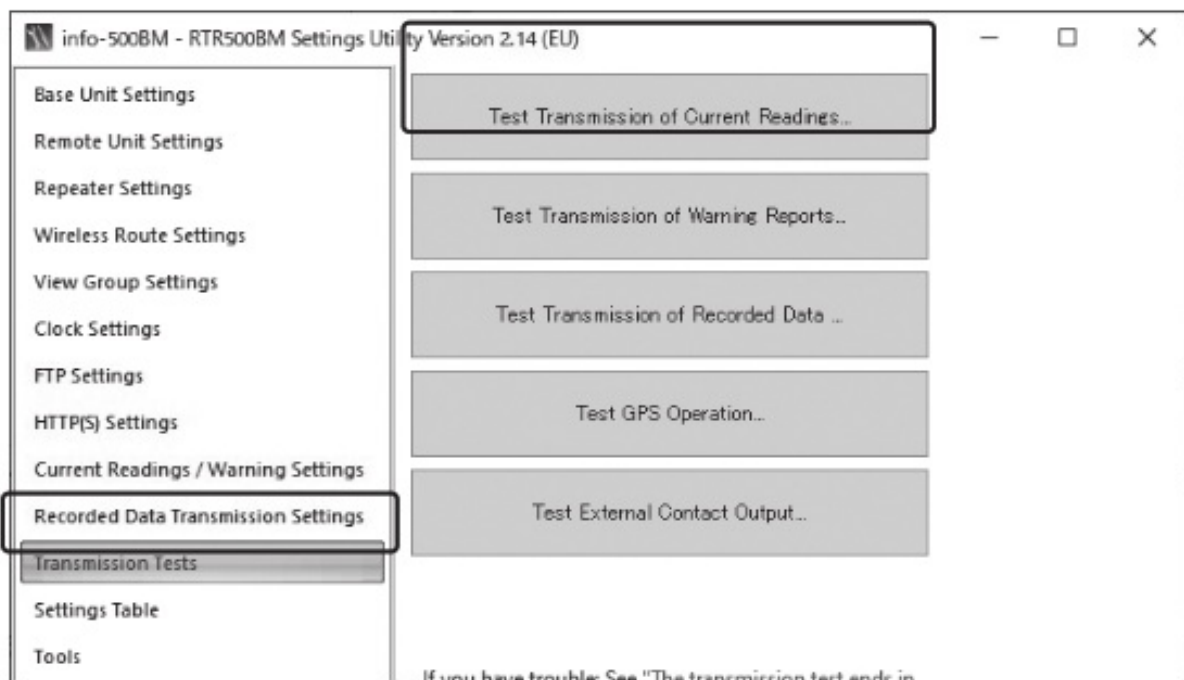 info-500BM - RTR500BM Settings Utility Version 2.14 (EU)
Base Unit Settings
Remote Unit Settings
Repeater Settings
Wireless Route Settings
View Group Settings
Clock Settings
FTP Settings
HTTP(S) Settings
Current Readings / Warning Settings
Recorded Data Transmission Settings
Transmission Tests
Settings Table
Tools
Test Transmission of Current Readings...
Test Transmission of Warning Reports...
Test Transmission of Recorded Data ...
Test GPS Operation...
Test External Contact Output...
If you have trouble: See "The transmission test ends in